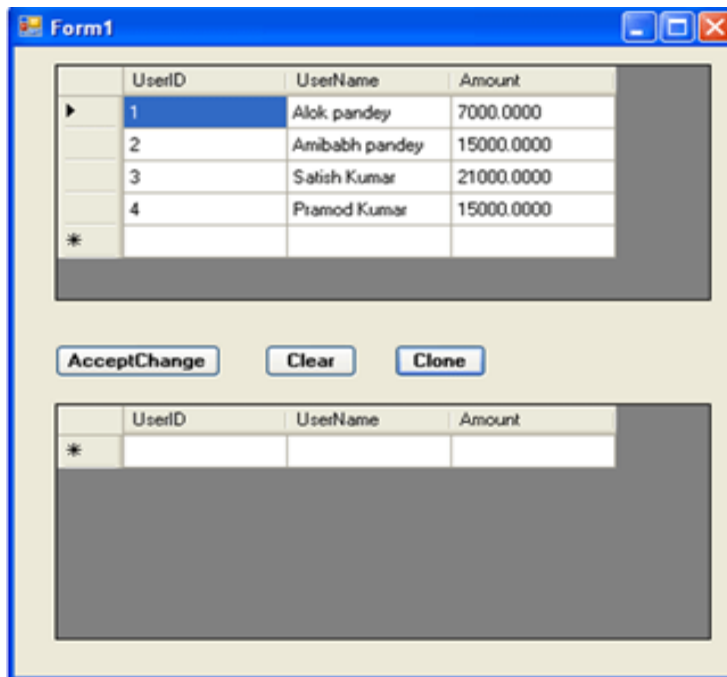 Form1
UserID UserName Amount
1 Alok pandey 7000.0000
2 Amibabh pandey 15000.0000
3 Satish Kumar 21000.0000
4 Pramod Kumar 15000.0000
AcceptChange Clear Clone
UserID UserName Amount